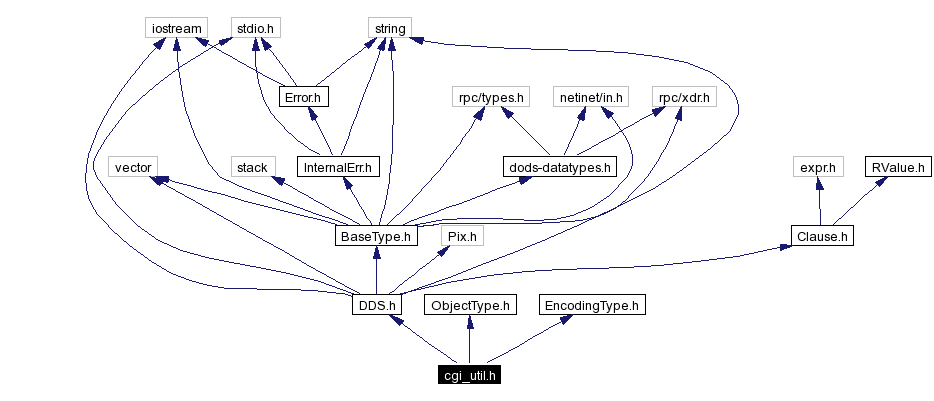 iostream
stdio.h
string
Error.h
rpc/types.h
netinet/in.h
rpc/xdr.h
vector
stack
InternalErr.h
dods-datatypes.h
expr.h
RValue.h
BaseType.h
Pix.h
Clause.h
DDS.h
ObjectType.h
EncodingType.h
cgi_util.h